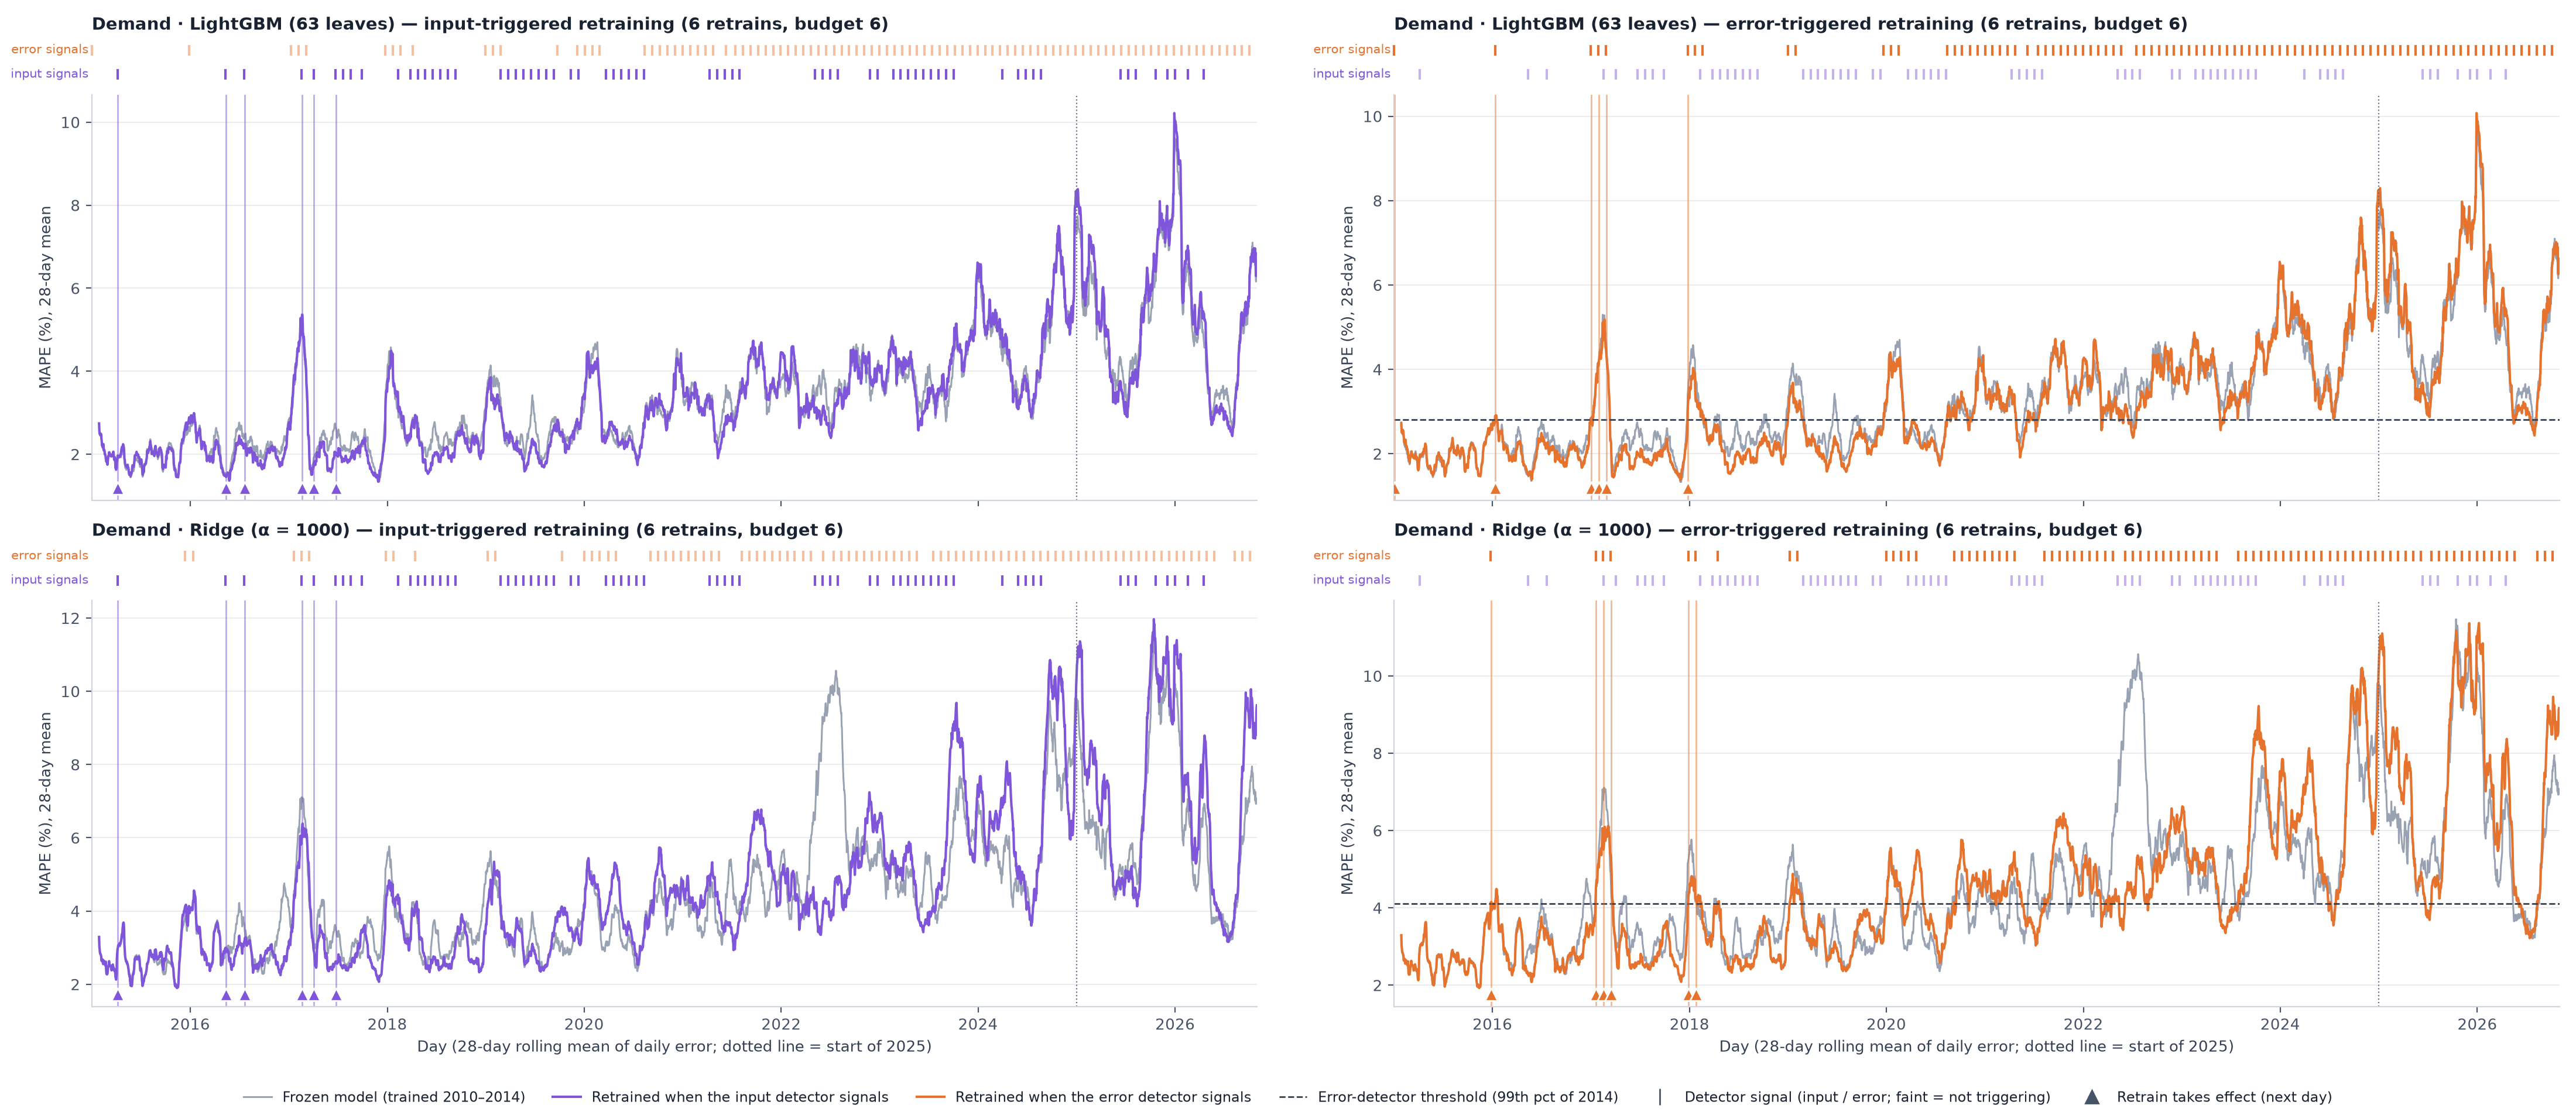 Demand · LightGBM (63 leaves) — input-triggered retraining (6 retrains, budget 6)
error signals
input signals
10
8
6
4
2
MAPE (%), 28-day mean
Demand · LightGBM (63 leaves) — error-triggered retraining (6 retrains, budget 6)
error signals
input signals
10
8
6
4
2
MAPE (%), 28-day mean
Demand · Ridge (α = 1000) — input-triggered retraining (6 retrains, budget 6)
error signals
input signals
12
10
8
6
4
2
MAPE (%), 28-day mean
2016 2018 2020 2022 2024 2026
Day (28-day rolling mean of daily error; dotted line = start of 2025)
Demand · Ridge (α = 1000) — error-triggered retraining (6 retrains, budget 6)
error signals
input signals
10
8
6
4
2
MAPE (%), 28-day mean
2016 2018 2020 2022 2024 2026
Day (28-day rolling mean of daily error; dotted line = start of 2025)
Frozen model (trained 2010–2014)
Retrained when the input detector signals
Retrained when the error detector signals
Error-detector threshold (99th pct of 2014)
Detector signal (input / error; faint = not triggering)
Retrain takes effect (next day)